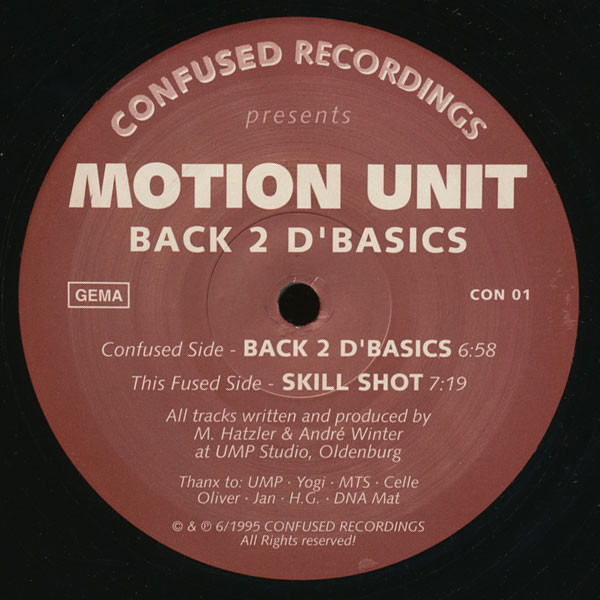 CONFUSED RECORDINGS
presents
MOTION UNIT
BACK 2 D'BASICS
GEMA
CON 01
Confused Side - BACK 2 D'BASICS 6:58
This Fused Side - SKILL SHOT 7:19
All tracks written and produced by
M. Hatzler & André Winter
at UMP Studio, Oldenburg
Thanx to: UMP · Yogi · MTS · Celle
Oliver · Jan · H.G. · DNA Mat
© & ℗ 6/1995 CONFUSED RECORDINGS
All Rights reserved!